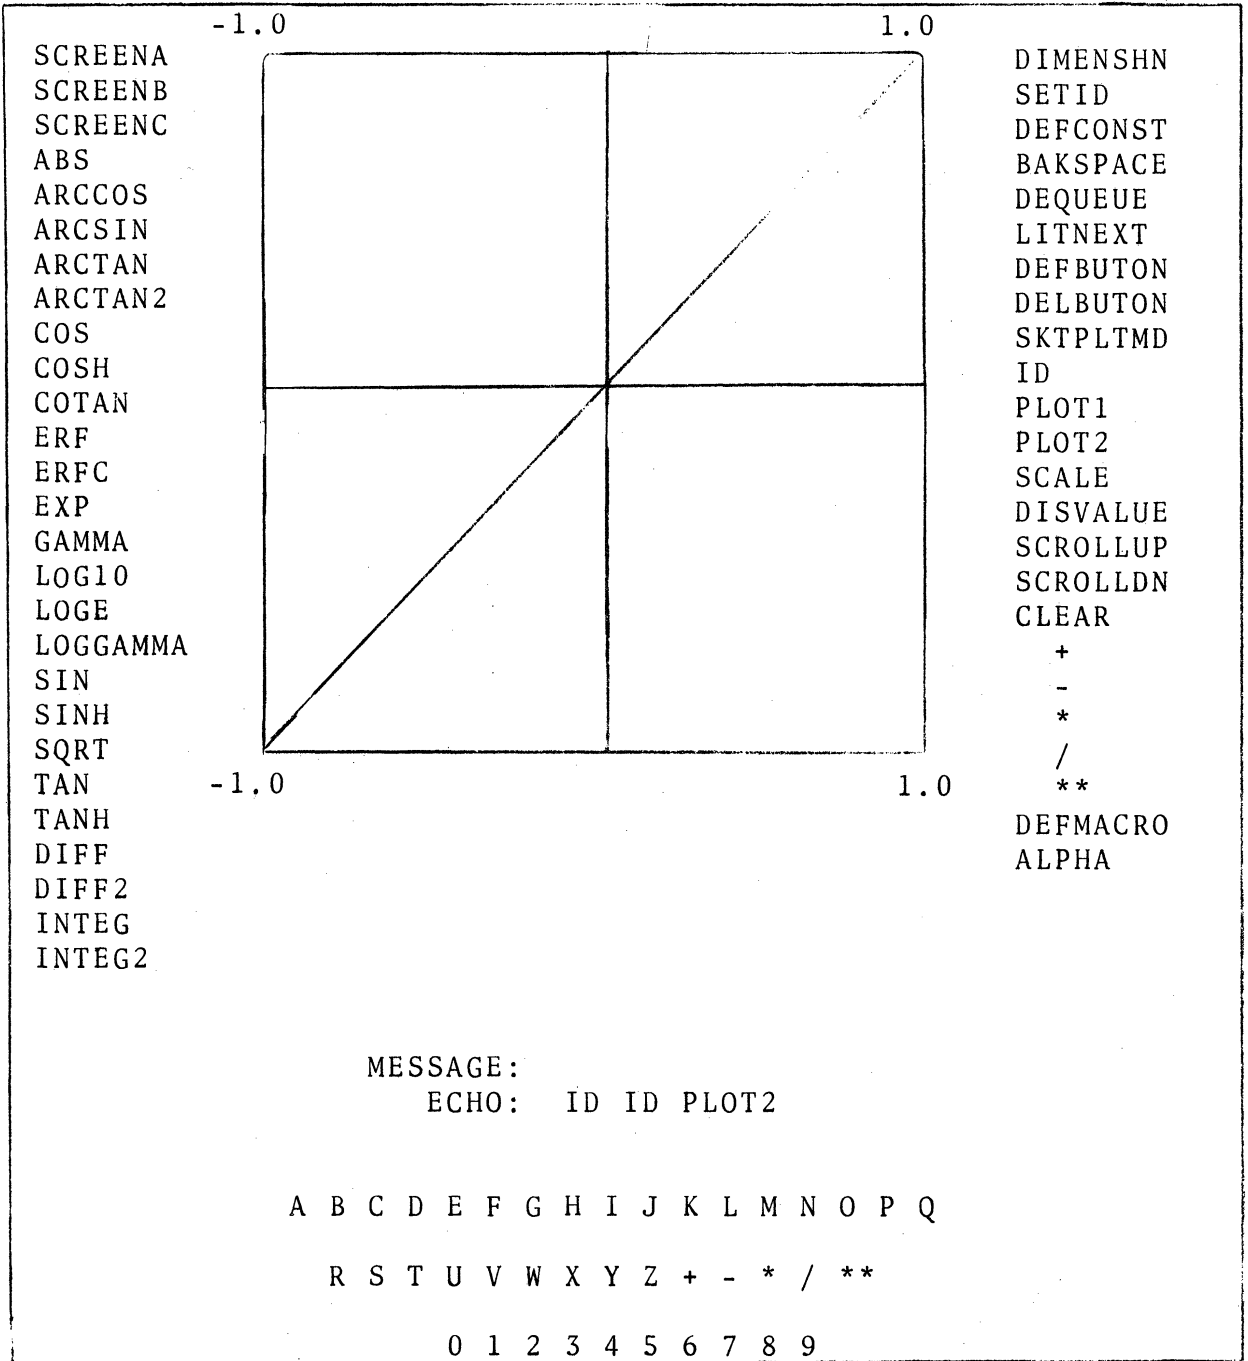 -1.0 1.0
SCREENA
SCREENB
SCREENC
ABS
ARCCOS
ARCSIN
ARCTAN
ARCTAN2
COS
COSH
COTAN
ERF
ERFC
EXP
GAMMA
LOG10
LOGE
LOGGAMMA
SIN
SINH
SQRT
TAN
TANH
DIFF
DIFF2
INTEG
INTEG2
-1.0 1.0
DIMENSHN
SETID
DEFCONST
BAKSPACE
DEQUEUE
LITNEXT
DEFBUTON
DELBUTON
SKTPLTMD
ID
PLOT1
PLOT2
SCALE
DISVALUE
SCROLLUP
SCROLLDN
CLEAR
+
-
*
/
**
DEFMACRO
ALPHA
MESSAGE:
ECHO: ID ID PLOT2
A B C D E F G H I J K L M N O P Q
R S T U V W X Y Z + - * / **
0 1 2 3 4 5 6 7 8 9